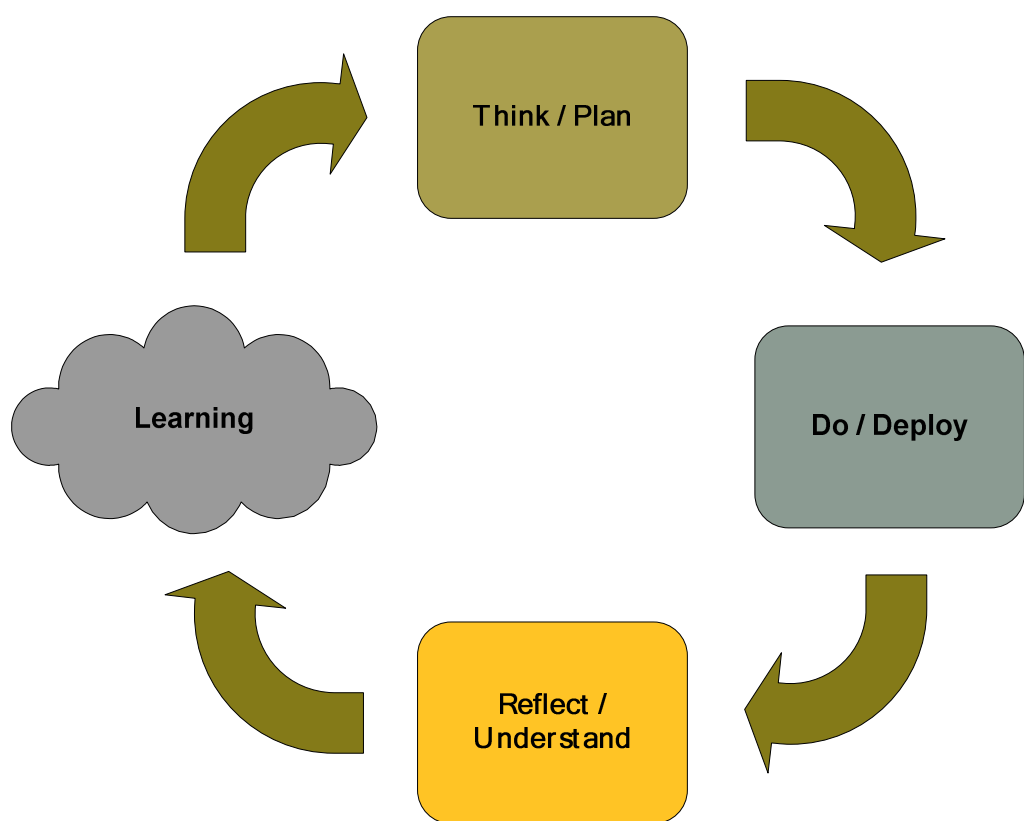 Think / Plan
Learning
Do / Deploy
Reflect /
Understand